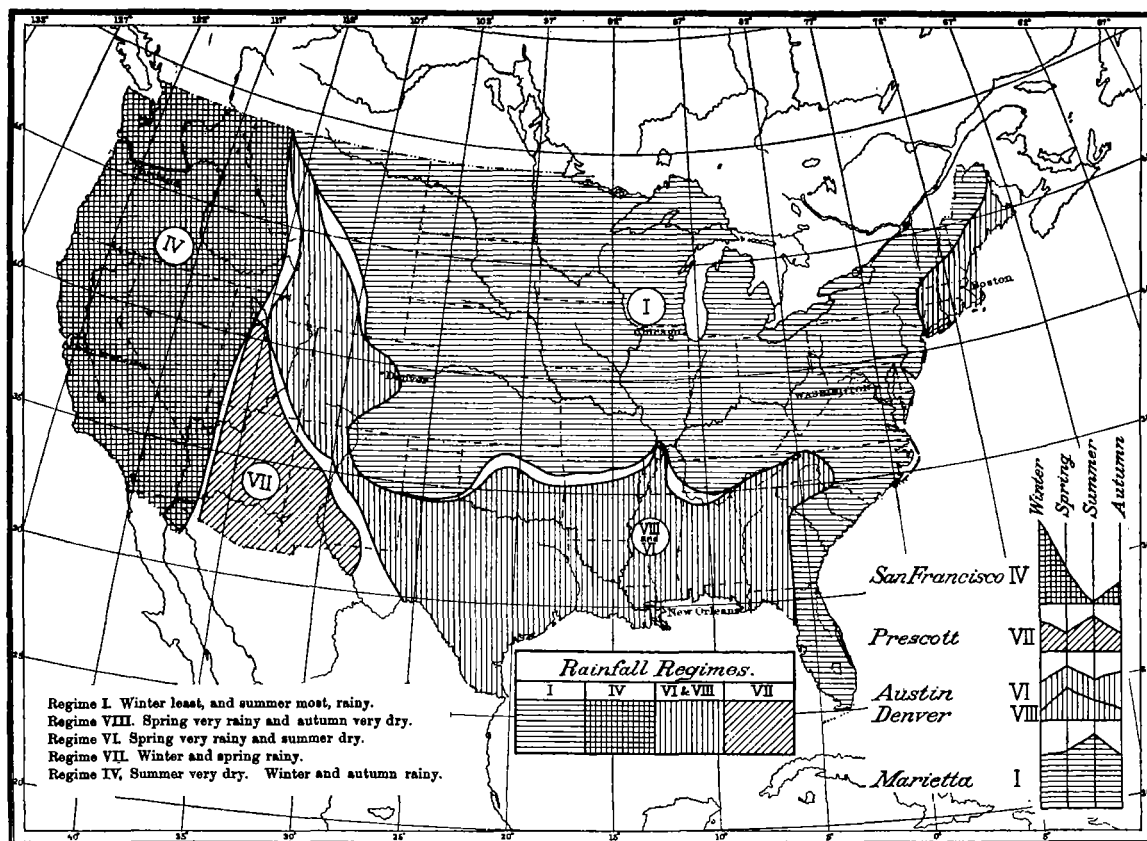 IV
I
Chicago
Boston
Denver
WASHINGTON
VII
VIII
and
VI
New Orleans
Winter
Spring
Summer
Autumn
San Francisco IV
Prescott VII
Austin VI
Denver VIII
Marietta I
Rainfall Regimes.
I IV VI & VIII VII
Regime I. Winter least, and summer most, rainy.
Regime VIII. Spring very rainy and autumn very dry.
Regime VI. Spring very rainy and summer dry.
Regime VII. Winter and spring rainy.
Regime IV, Summer very dry. Winter and autumn rainy.